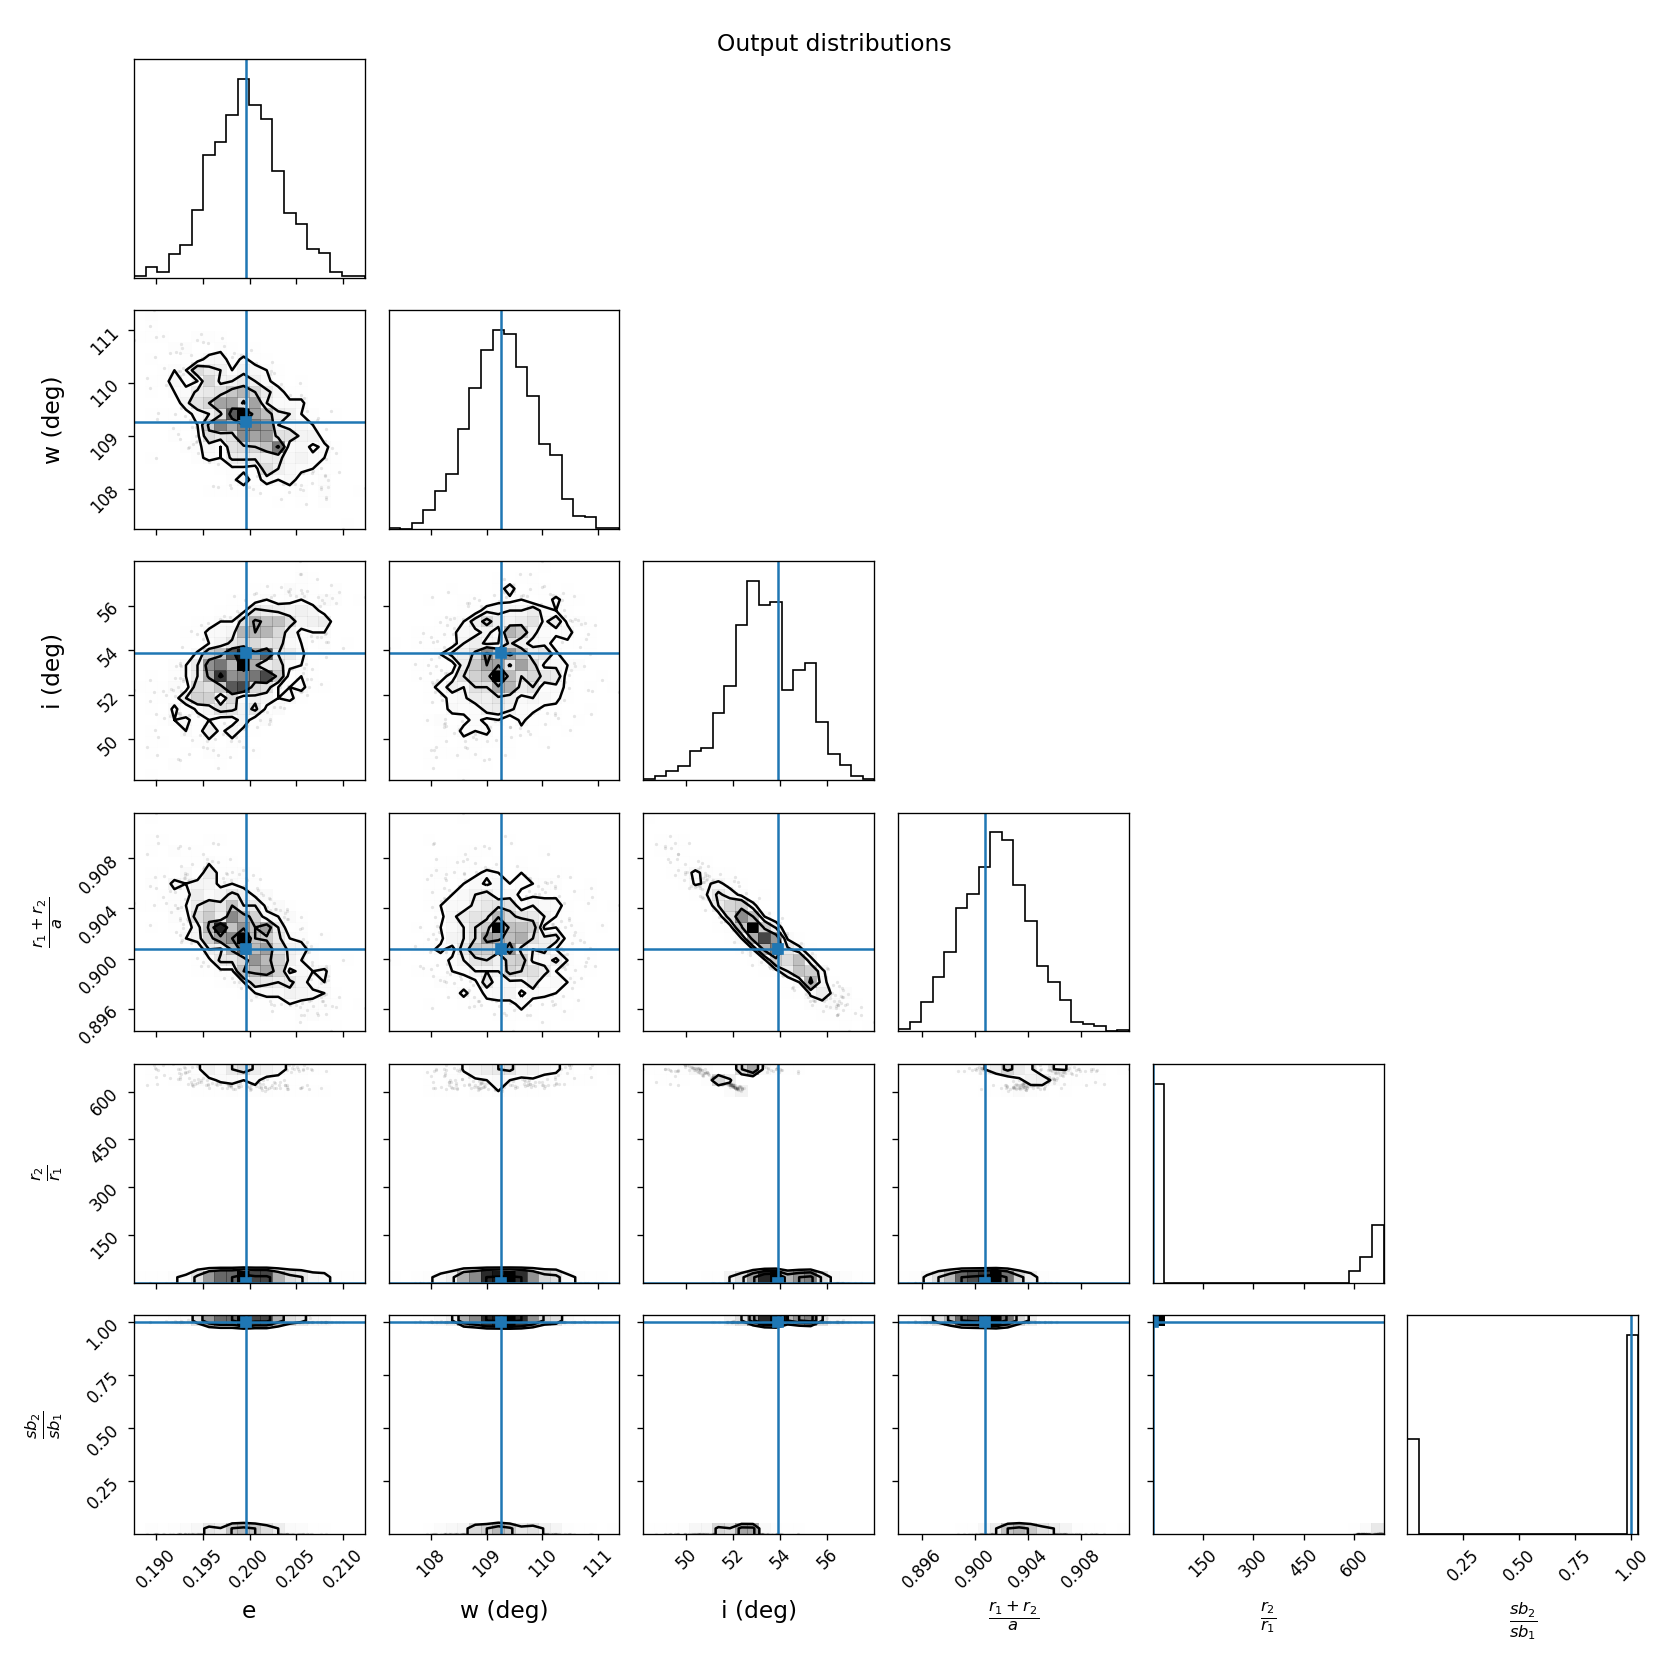 Output distributions
w (deg)
111
110
109
108
i (deg)
56
54
52
50
r₁ + r₂
a
0.908
0.904
0.900
0.896
r₂
r₁
600
450
300
150
sb₂
sb₁
1.00
0.75
0.50
0.25
0.190 0.195 0.200 0.205 0.210 108 109 110 111 50 52 54 56 0.896 0.900 0.904 0.908 150 300 450 600 0.25 0.50 0.75 1.00
e w (deg) i (deg)
r₁ + r₂
a
r₂
r₁
sb₂
sb₁